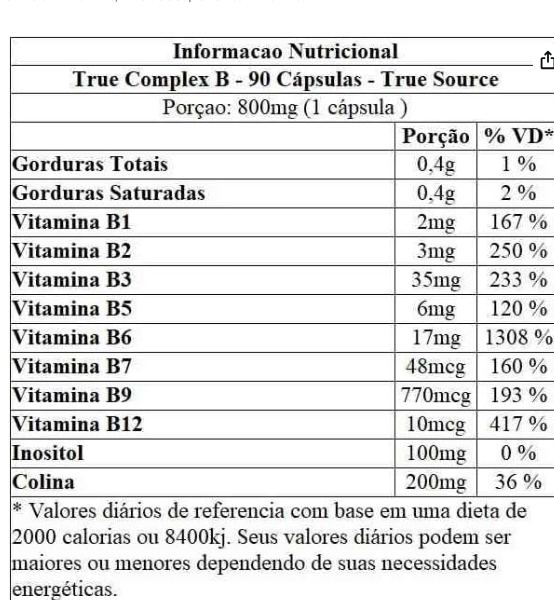 Informacao Nutricional
True Complex B - 90 Cápsulas - True Source
Porçao: 800mg (1 cápsula )
Porção % VD*
Gorduras Totais 0,4g 1 %
Gorduras Saturadas 0,4g 2 %
Vitamina B1 2mg 167 %
Vitamina B2 3mg 250 %
Vitamina B3 35mg 233 %
Vitamina B5 6mg 120 %
Vitamina B6 17mg 1308 %
Vitamina B7 48mcg 160 %
Vitamina B9 770mcg 193 %
Vitamina B12 10mcg 417 %
Inositol 100mg 0 %
Colina 200mg 36 %
* Valores diários de referencia com base em uma dieta de
2000 calorias ou 8400kj. Seus valores diários podem ser
maiores ou menores dependendo de suas necessidades
energéticas.